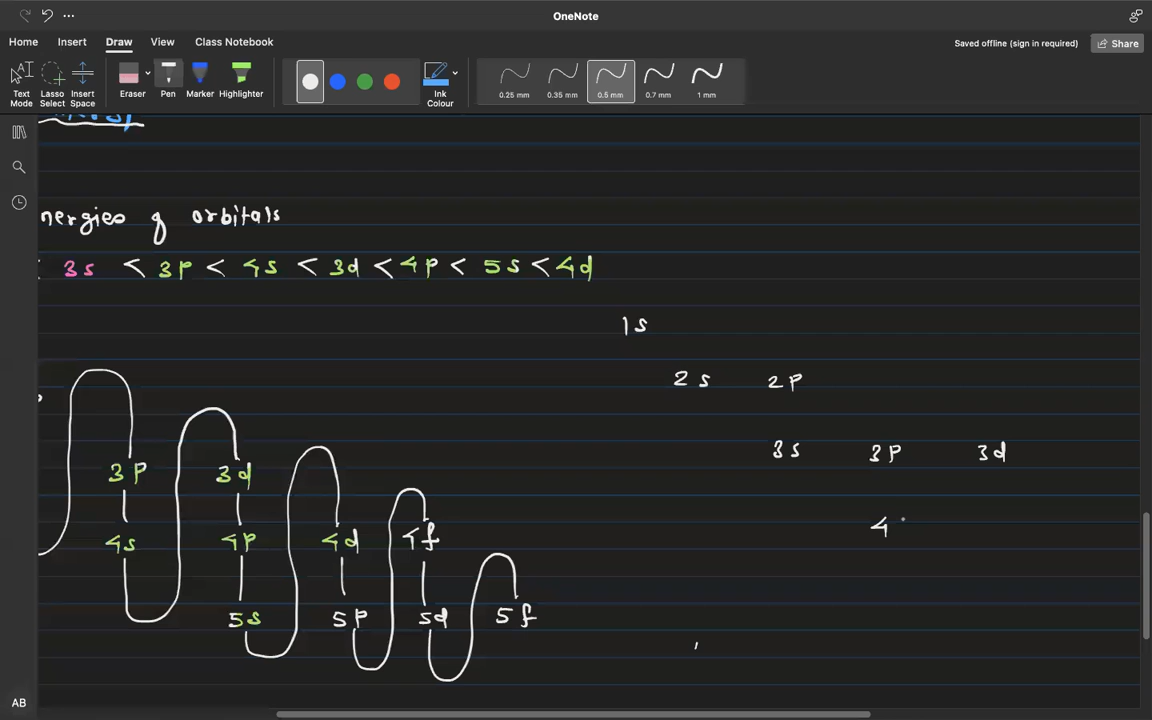 OneNote
Home Insert Draw View Class Notebook
Saved offline (sign in required) Share
Text Mode
Lasso Select
Insert Space
Eraser
Pen
Marker
Highlighter
Ink Colour
0.25 mm 0.35 mm 0.5 mm 0.7 mm 1 mm
nergies of orbitals
3s < 3p < 4s < 3d < 4p < 5s < 4d
1s
2s 2p
3s 3p 3d
4
3p 3d
4s 4p 4d 4f
5s 5p 5d 5f
AB